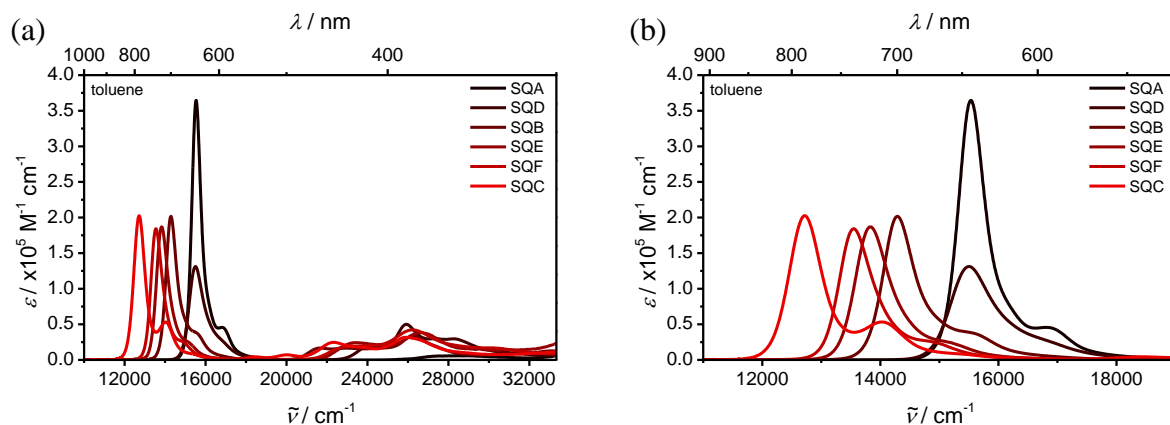 (a)
λ / nm
1000 800 600 400
toluene
4.0
3.5
3.0
2.5
2.0
1.5
1.0
0.5
0.0
ε / x10⁵ M⁻¹ cm⁻¹
SQA
SQD
SQB
SQE
SQF
SQC
12000 16000 20000 24000 28000 32000
ν̃ / cm⁻¹
(b)
λ / nm
900 800 700 600
toluene
4.0
3.5
3.0
2.5
2.0
1.5
1.0
0.5
0.0
ε / x10⁵ M⁻¹ cm⁻¹
SQA
SQD
SQB
SQE
SQF
SQC
12000 14000 16000 18000
ν̃ / cm⁻¹